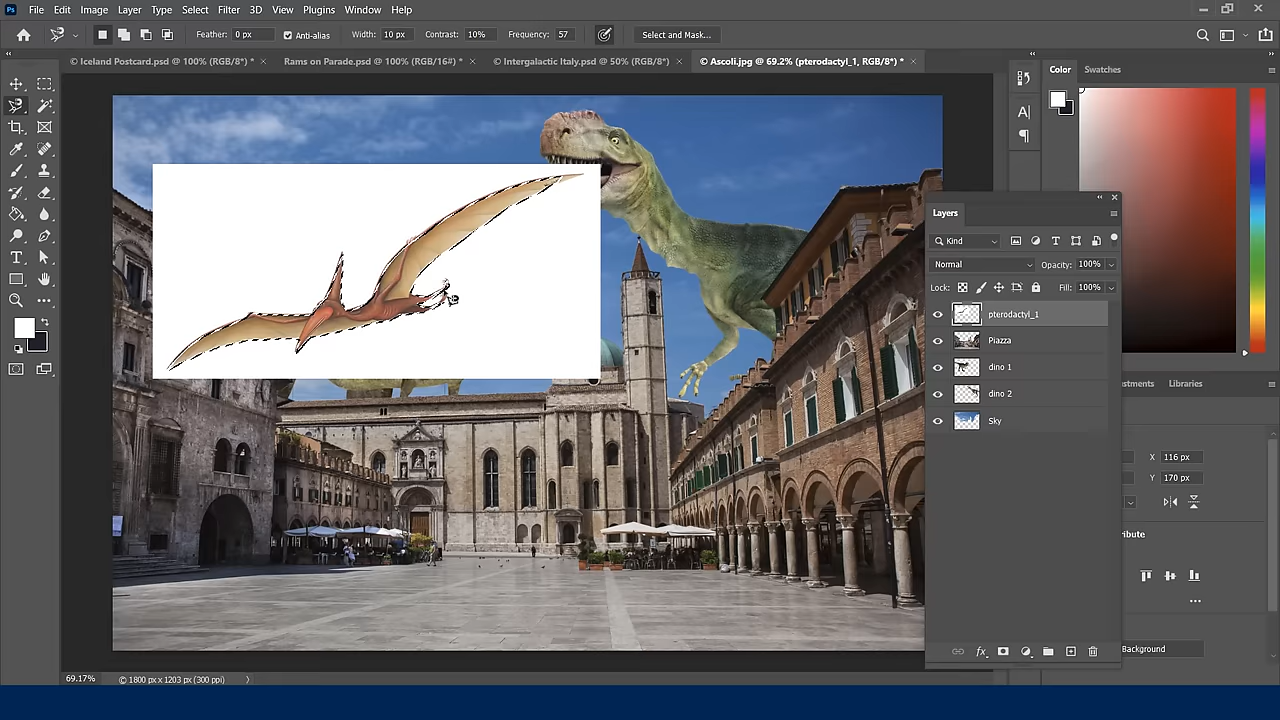 Ps File Edit Image Layer Type Select Filter 3D View Plugins Window Help
Feather: 0 px Anti-alias Width: 10 px Contrast: 10% Frequency: 57 Select and Mask...
© Iceland Postcard.psd @ 100% (RGB/8*) * × Rams on Parade.psd @ 100% (RGB/16#) * × © Intergalactic Italy.psd @ 50% (RGB/8*) × © Ascoli.jpg @ 69.2% (pterodactyl_1, RGB/8*) * ×
Color Swatches
Layers
Kind
Normal Opacity: 100%
Lock: Fill: 100%
pterodactyl_1
Piazza
dino 1
dino 2
Sky
stments Libraries
X 116 px
Y 170 px
ribute
Background
69.17% © 1800 px x 1203 px (300 ppi)